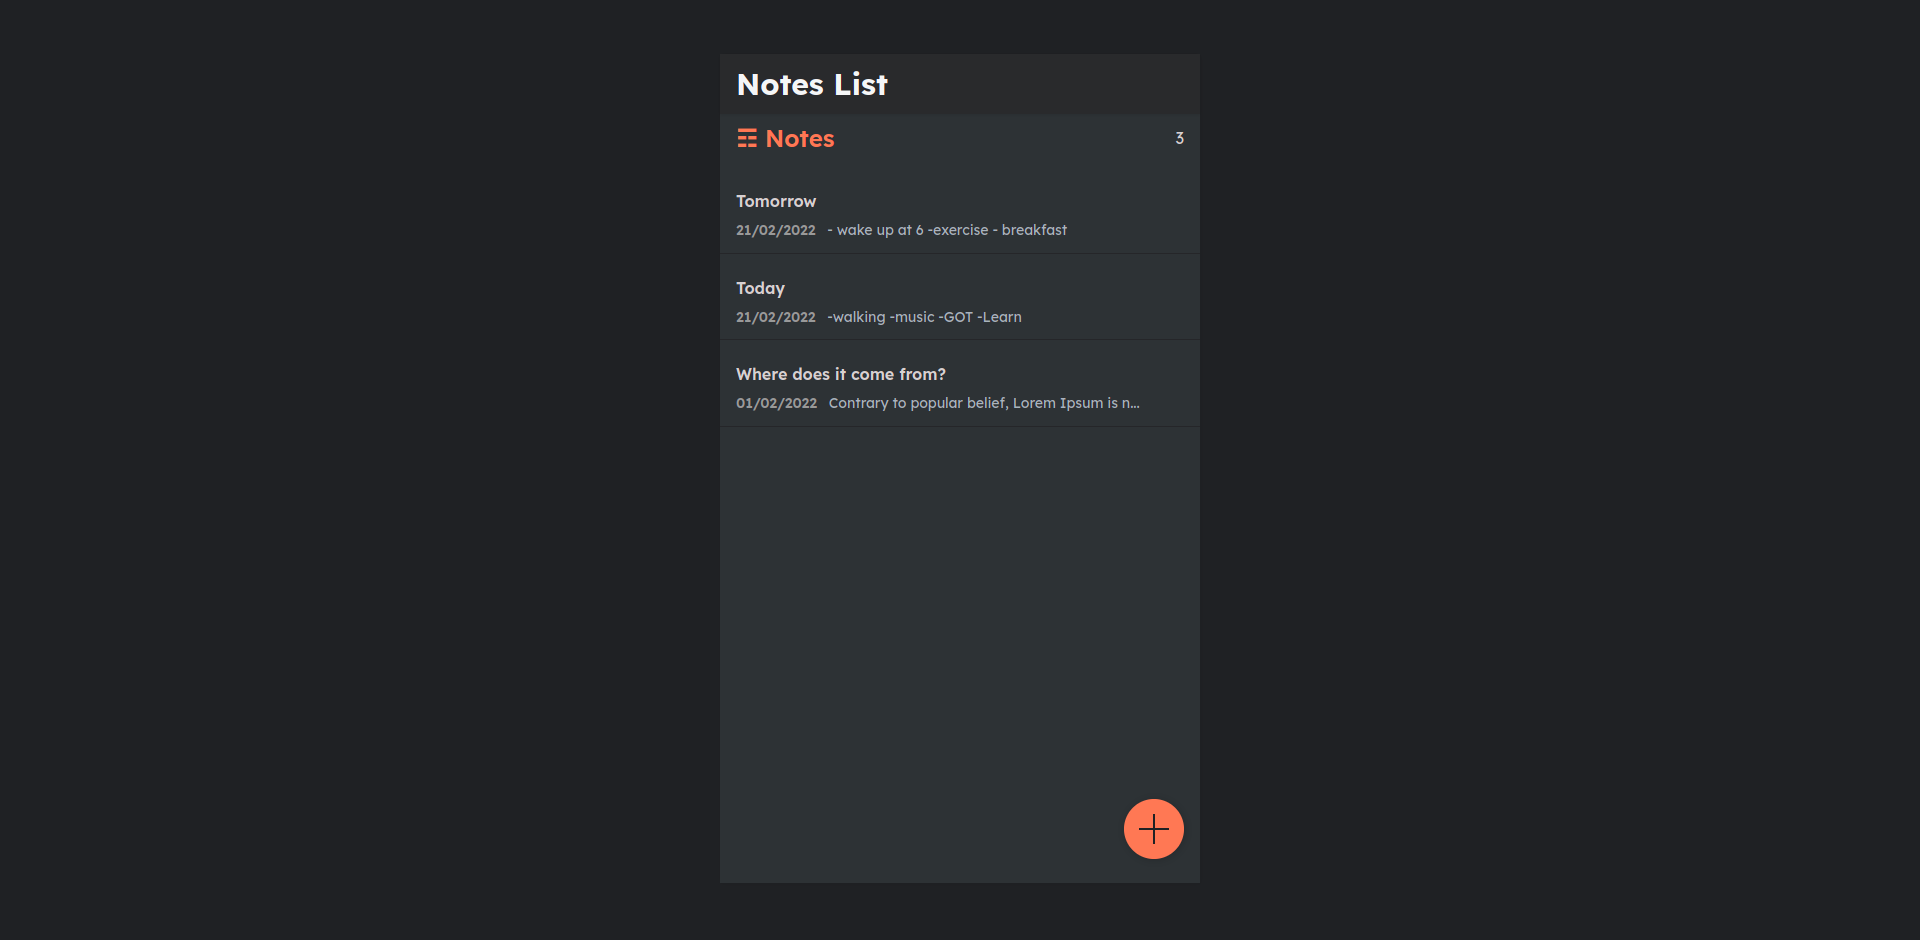 Notes List
☶ Notes 3
Tomorrow
21/02/2022 - wake up at 6 -exercise - breakfast
Today
21/02/2022 -walking -music -GOT -Learn
Where does it come from?
01/02/2022 Contrary to popular belief, Lorem Ipsum is n...